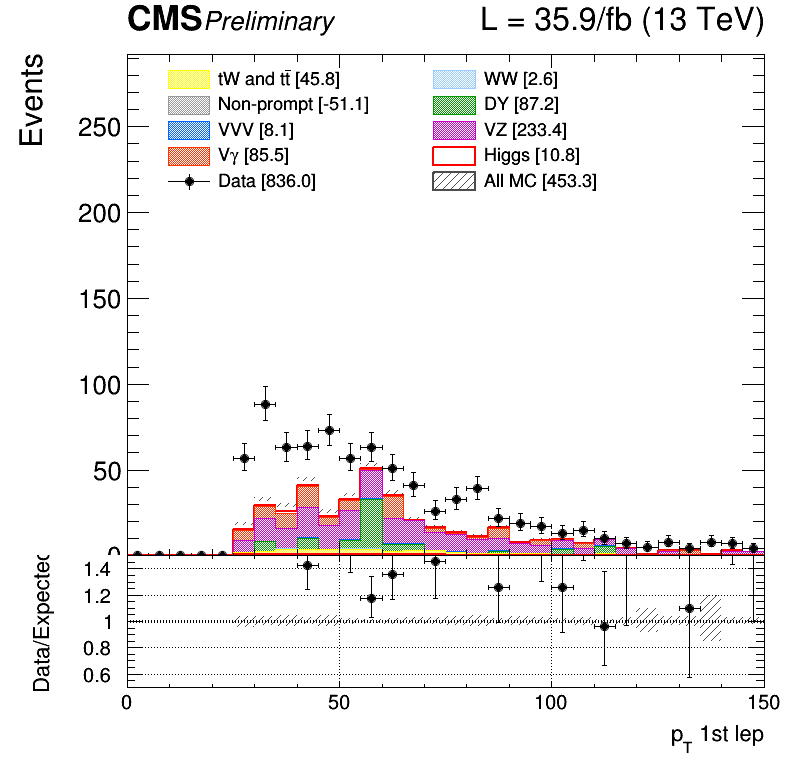 CMS Preliminary L = 35.9/fb (13 TeV)
Events
tW and tt̄ [45.8] WW [2.6]
Non-prompt [-51.1] DY [87.2]
VVV [8.1] VZ [233.4]
Vγ [85.5] Higgs [10.8]
Data [836.0] All MC [453.3]
250
200
150
100
50
0
Data/Expected
1.4
1.2
1
0.8
0.6
0 50 100 150
p_T 1st lep